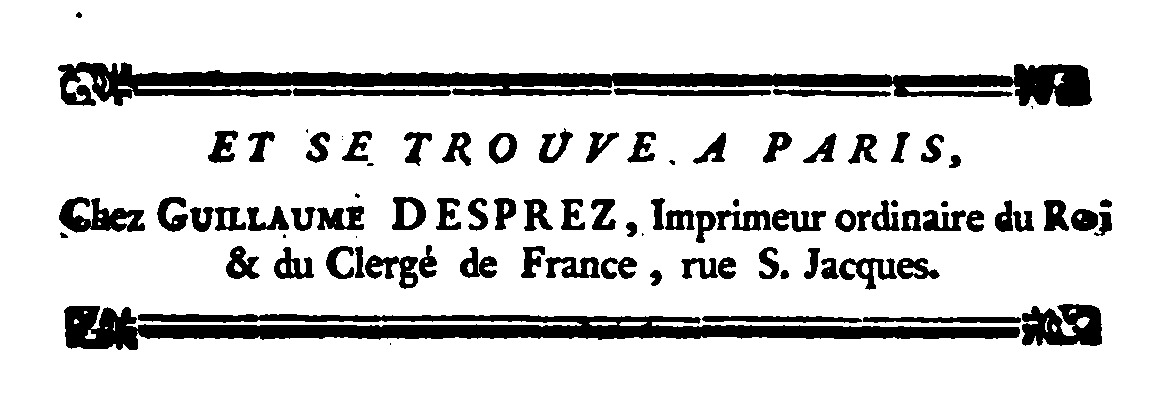 ET SE TROUVE A PARIS,
Chez GUILLAUME DESPREZ, Imprimeur ordinaire du Roi
& du Clergé de France, rue S. Jacques.